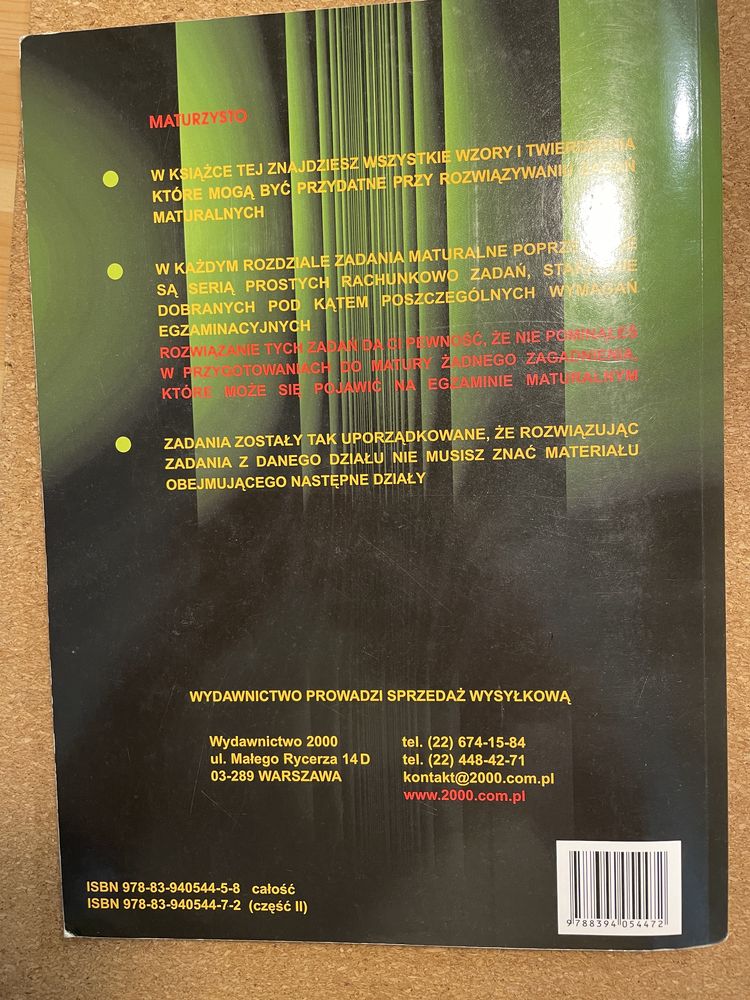 MATURZYSTO
W KSIĄŻCE TEJ ZNAJDZIESZ WSZYSTKIE WZORY I TWIERDZENIA
KTÓRE MOGĄ BYĆ PRZYDATNE PRZY ROZWIĄZYWANIU ZADAŃ
MATURALNYCH
W KAŻDYM ROZDZIALE ZADANIA MATURALNE POPRZEDZONE
SĄ SERIĄ PROSTYCH RACHUNKOWO ZADAŃ, STARANNIE
DOBRANYCH POD KĄTEM POSZCZEGÓLNYCH WYMAGAŃ
EGZAMINACYJNYCH
ROZWIĄZANIE TYCH ZADAŃ DA CI PEWNOŚĆ, ŻE NIE POMINĄŁEŚ
W PRZYGOTOWANIACH DO MATURY ŻADNEGO ZAGADNIENIA,
KTÓRE MOŻE SIĘ POJAWIĆ NA EGZAMINIE MATURALNYM
ZADANIA ZOSTAŁY TAK UPORZĄDKOWANE, ŻE ROZWIĄZUJĄC
ZADANIA Z DANEGO DZIAŁU NIE MUSISZ ZNAĆ MATERIAŁU
OBEJMUJĄCEGO NASTĘPNE DZIAŁY
WYDAWNICTWO PROWADZI SPRZEDAŻ WYSYŁKOWĄ
Wydawnictwo 2000
ul. Małego Rycerza 14 D
03-289 WARSZAWA
tel. (22) 674-15-84
tel. (22) 448-42-71
kontakt@2000.com.pl
www.2000.com.pl
ISBN 978-83-940544-5-8 całość
ISBN 978-83-940544-7-2 (część II)
9 788394 054472